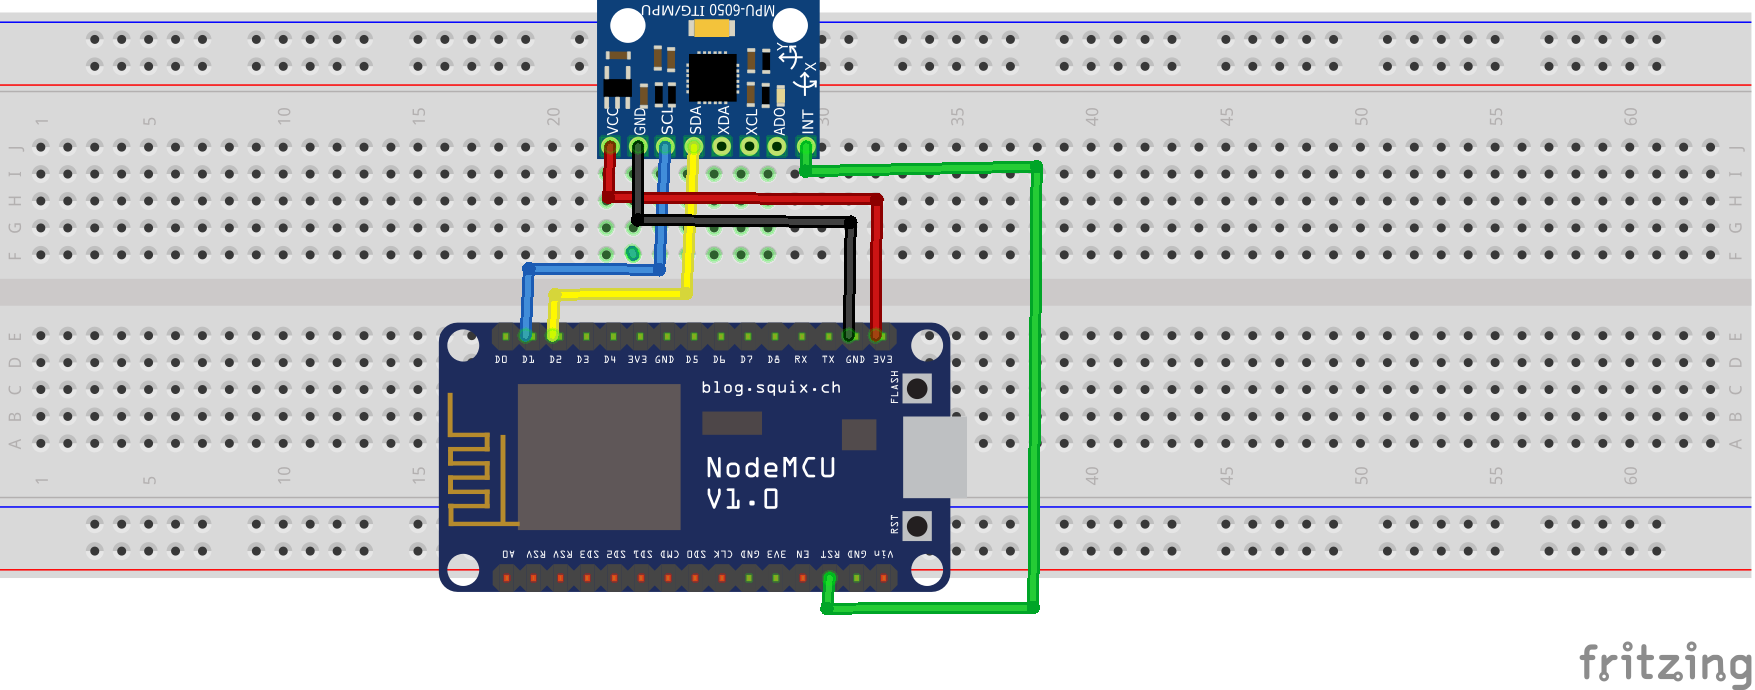 MPU-6050 ITG/MPU
Y
X
VCC GND SCL SDA XDA XCL ADO INT
1 5 10 15 20 30 35 40 45 50 55 60
J J
I I
H H
G G
F F
E E
D D
C C
B B
A A
D0 D1 D2 D3 D4 3V3 GND D5 D6 D7 D8 RX TX GND 3V3
FLASH
blog.squix.ch
NodeMCU
V1.0
RST
1 5 10 15 40 45 50 55 60
A0 RSV RSV SD3 SD2 SD1 CMD SD0 CLK GND 3V3 EN RST GND Vin
fritzing